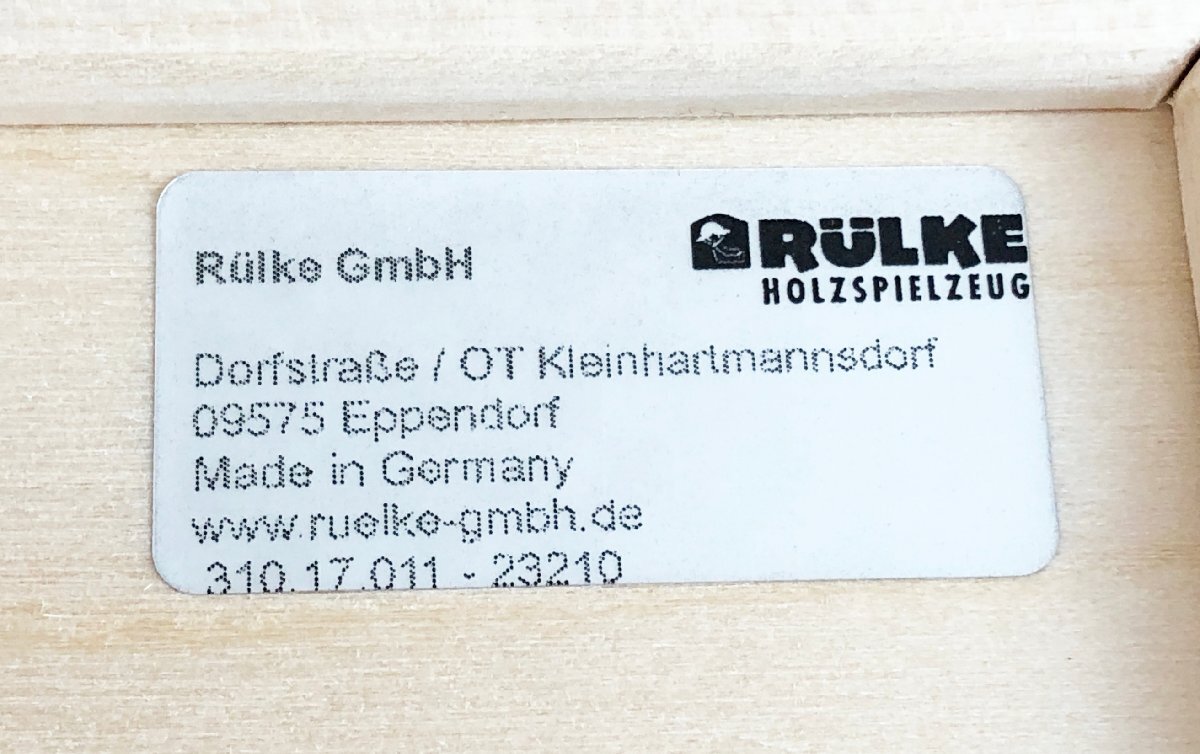 Rülke GmbH
RÜLKE
HOLZSPIELZEUG
Dorfstraße / OT Kleinhartmannsdorf
09575 Eppendorf
Made in Germany
www.ruelke-gmbh.de
310.17.011 - 23210